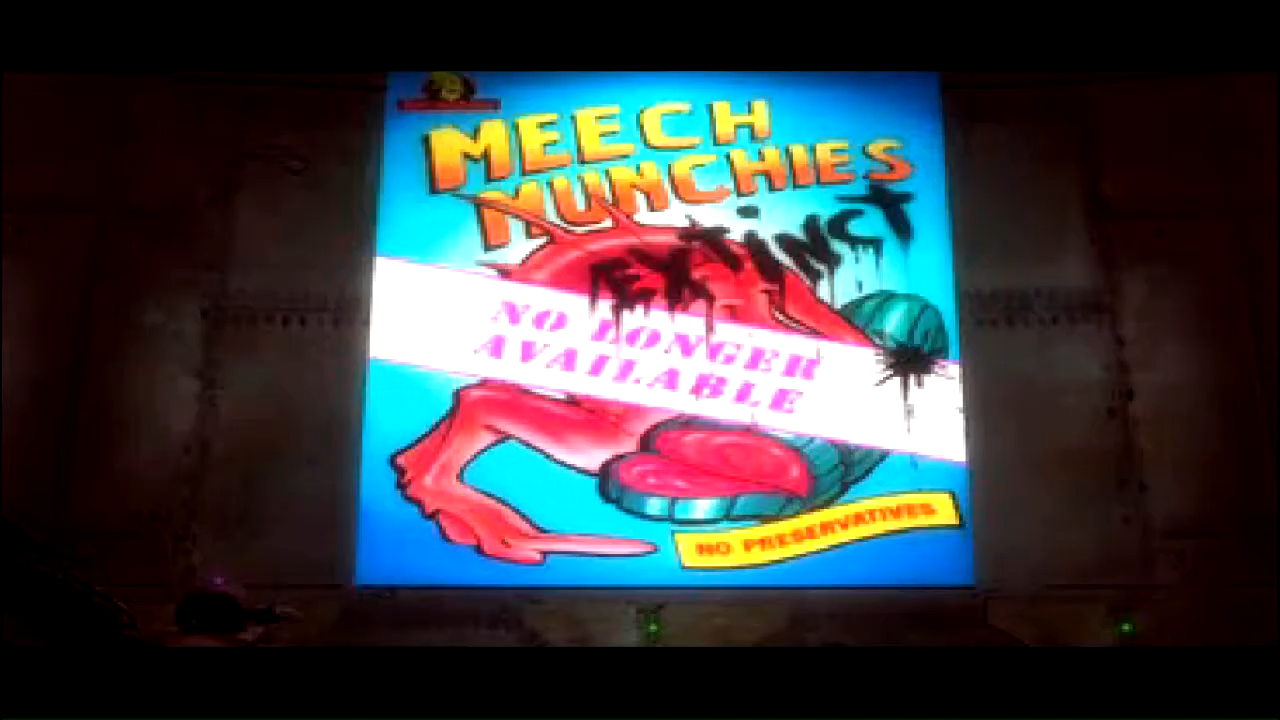 MEECH
MUNCHIES
EXTINCT
NO LONGER
AVAILABLE
NO PRESERVATIVES